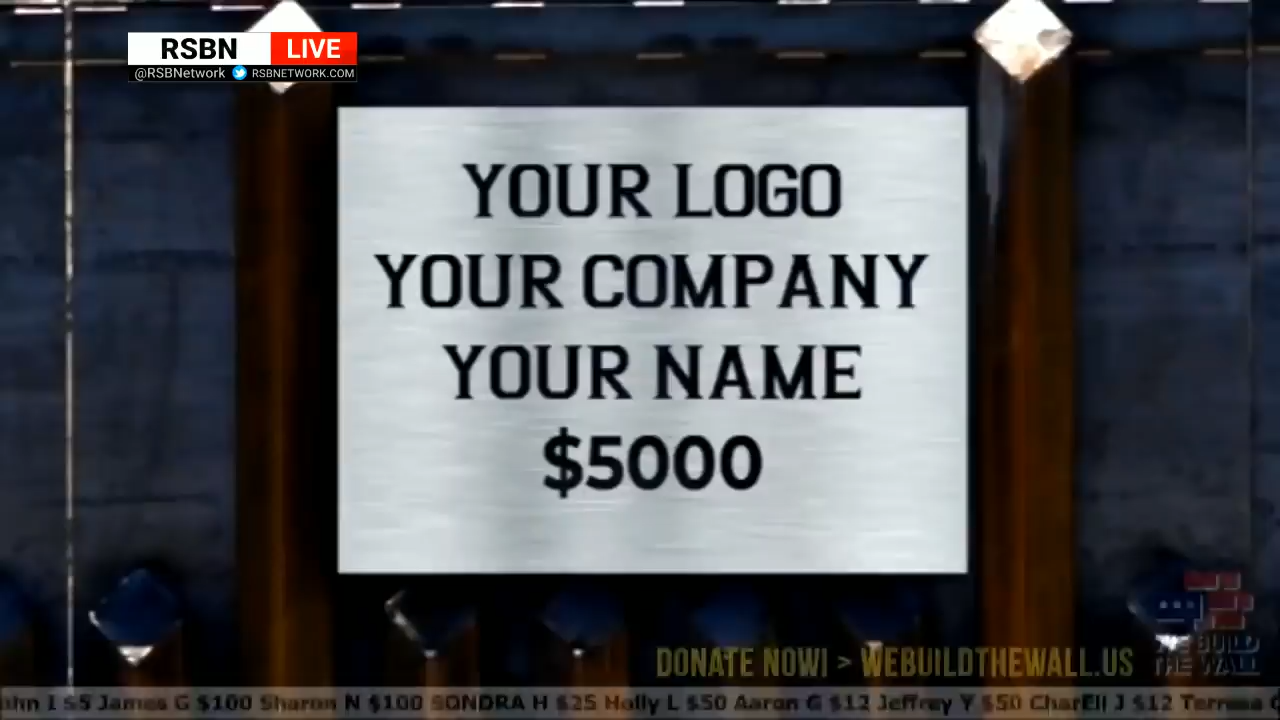 RSBN LIVE
@RSBNetwork RSBNETWORK.COM
YOUR LOGO
YOUR COMPANY
YOUR NAME
$5000
WE BUILD
THE WALL
DONATE NOW! > WEBUILDTHEWALL.US
$5 James G $100 Sharon N $100 SONDRA H $25 Holly L $50 Aaron G $12 Jeffrey Y $50 CharEll J $12